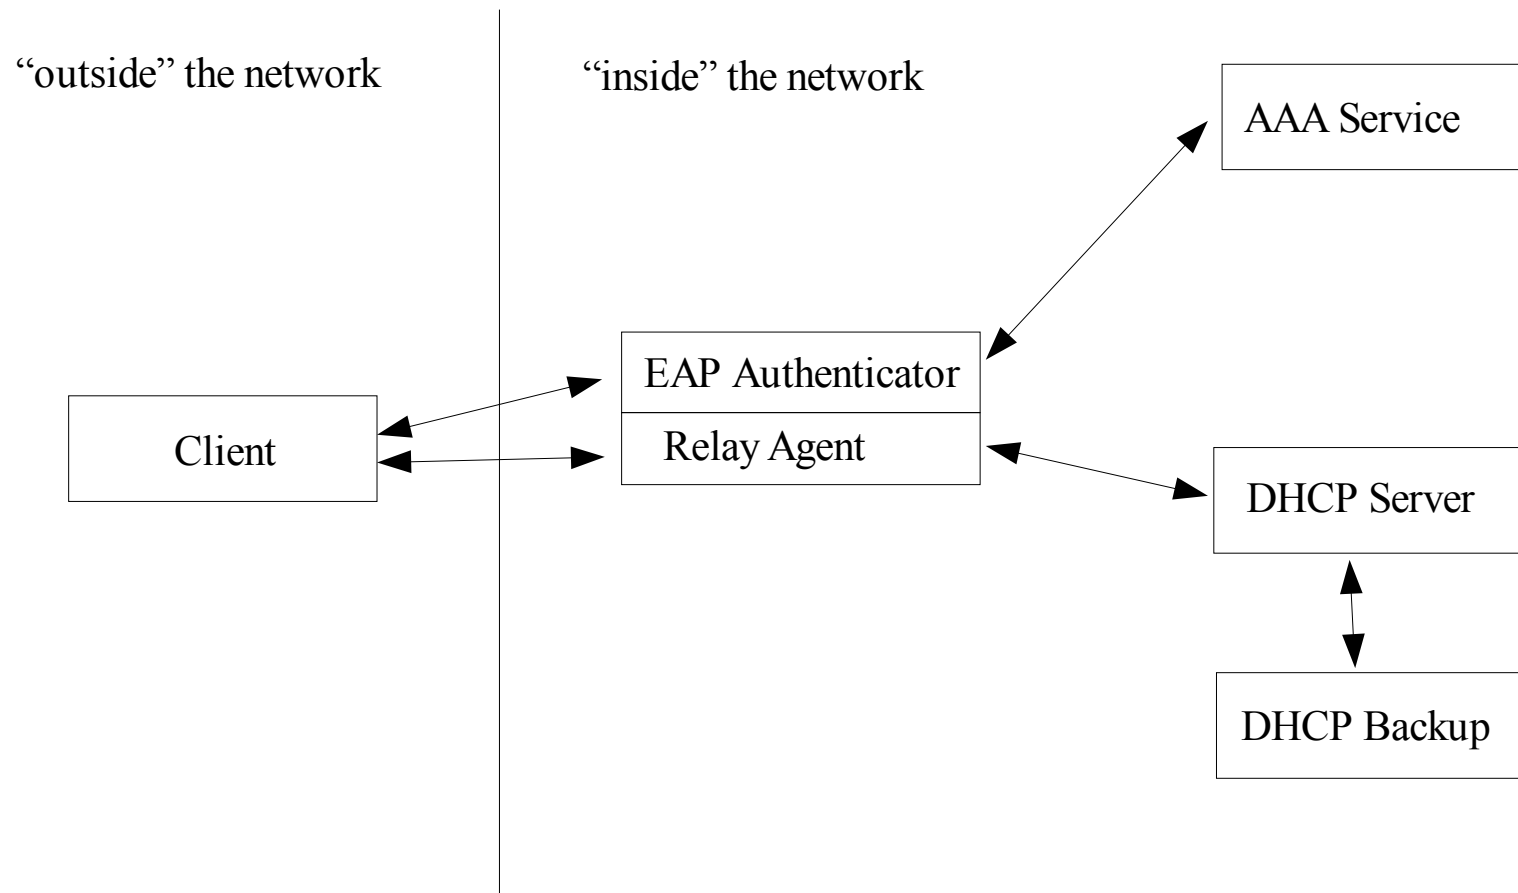 “outside” the network
“inside” the network
AAA Service
EAP Authenticator
Client
Relay Agent
DHCP Server
DHCP Backup